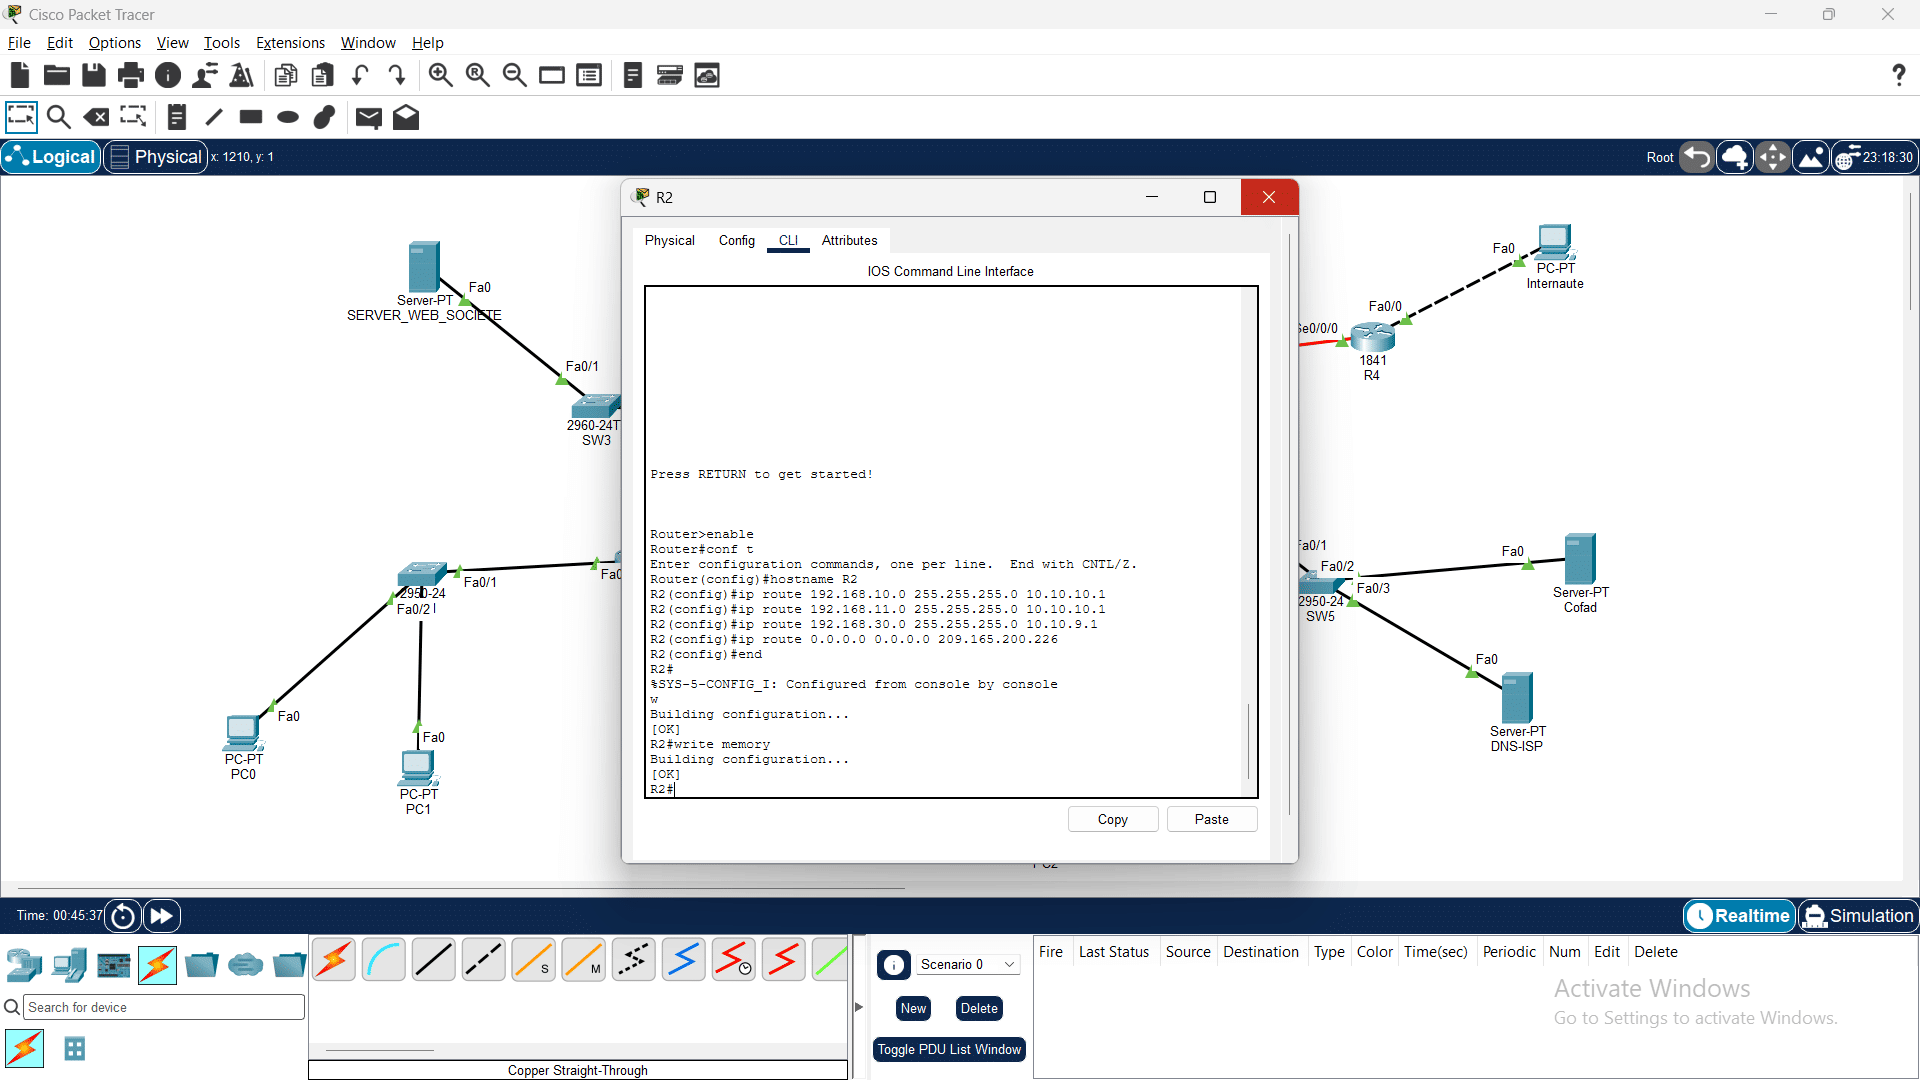 Cisco Packet Tracer
File Edit Options View Tools Extensions Window Help
Logical Physical x: 1210, y: 1
Root 23:18:30
R2
Physical Config CLI Attributes
IOS Command Line Interface
Press RETURN to get started!
Router>enable
Router#conf t
Enter configuration commands, one per line.  End with CNTL/Z.
Router(config)#hostname R2
R2(config)#ip route 192.168.10.0 255.255.255.0 10.10.10.1
R2(config)#ip route 192.168.11.0 255.255.255.0 10.10.10.1
R2(config)#ip route 192.168.30.0 255.255.255.0 10.10.9.1
R2(config)#ip route 0.0.0.0 0.0.0.0 209.165.200.226
R2(config)#end
R2#
%SYS-5-CONFIG_I: Configured from console by console
w
Building configuration...
[OK]
R2#write memory
Building configuration...
[OK]
R2#
Copy Paste
Fa0
Server-PT
SERVER_WEB_SOCIETE
Fa0/1
2960-24T
SW3
Fa0/1
2950-24
Fa0/2
Fa0
PC-PT
PC0
Fa0
PC-PT
PC1
Fa0
PC-PT
Internaute
Fa0/0
Se0/0/0
1841
R4
Fa0/1
Fa0/2
Fa0/3
2950-24
SW5
Fa0
Server-PT
Cofad
Fa0
Server-PT
DNS-ISP
Time: 00:45:37
Realtime Simulation
S M
Search for device
Copper Straight-Through
Scenario 0
New Delete
Toggle PDU List Window
Fire Last Status Source Destination Type Color Time(sec) Periodic Num Edit Delete
Activate Windows
Go to Settings to activate Windows.